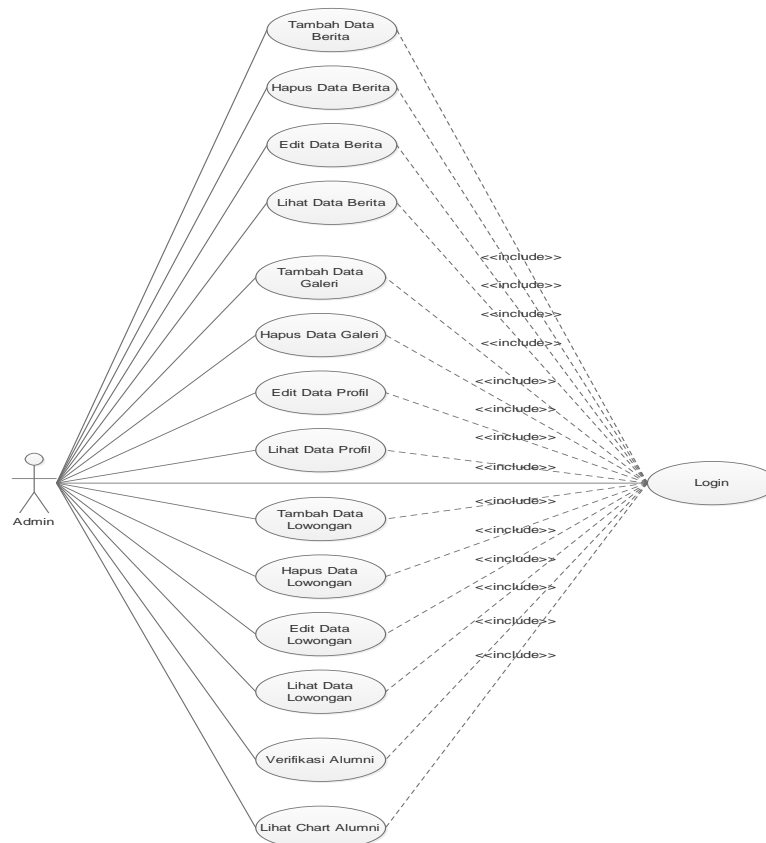 Tambah Data
Berita
Hapus Data Berita
Edit Data Berita
Lihat Data Berita
<<include>>
Tambah Data
Galeri
<<include>>
<<include>>
Hapus Data Galeri
<<include>>
<<include>>
Edit Data Profil
<<include>>
<<include>>
Lihat Data Profil
<<include>>
Login
Admin
<<include>>
Tambah Data
Lowongan
<<include>>
Hapus Data
Lowongan
<<include>>
<<include>>
Edit Data
Lowongan
<<include>>
<<include>>
Lihat Data
Lowongan
Verifikasi Alumni
Lihat Chart Alumni